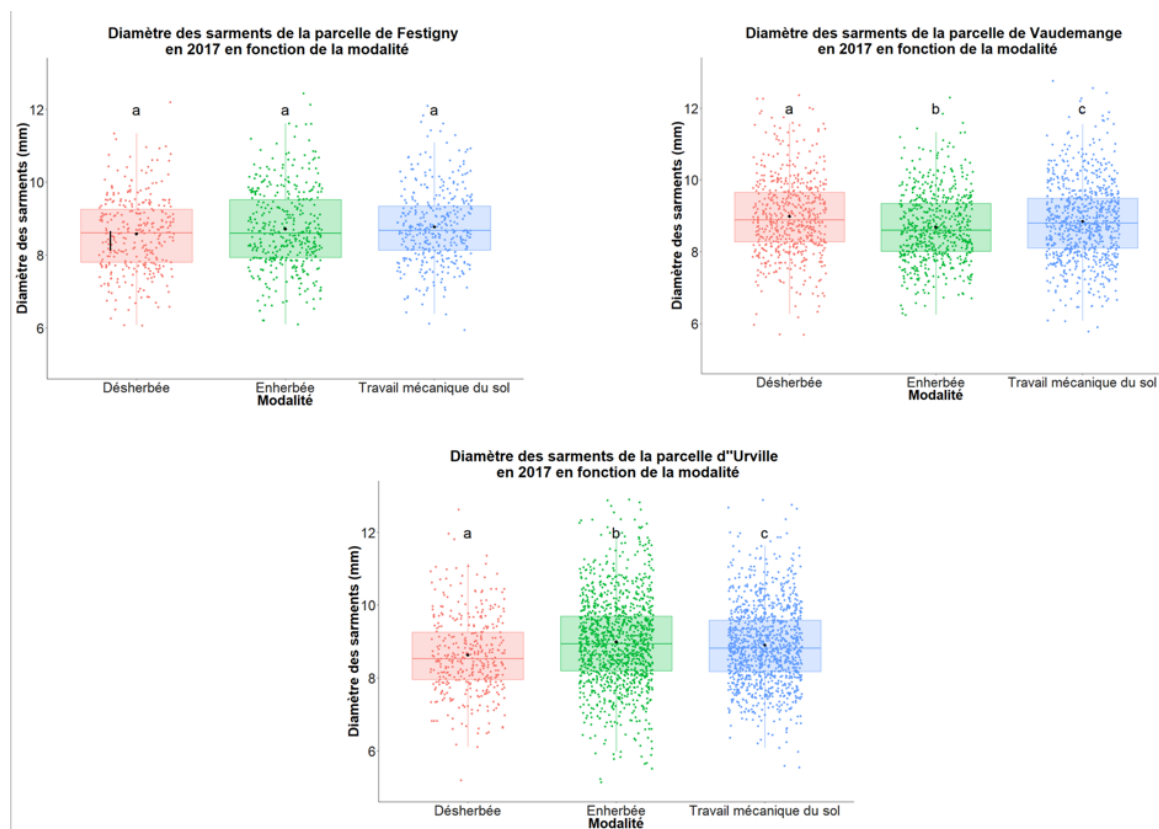 Diamètre des sarments de la parcelle de Festigny
en 2017 en fonction de la modalité
Diamètre des sarments (mm)
12
10
8
6
a
a
a
Désherbée
Enherbée
Travail mécanique du sol
Modalité
Diamètre des sarments de la parcelle de Vaudemange
en 2017 en fonction de la modalité
Diamètre des sarments (mm)
12
10
8
6
a
b
c
Désherbée
Enherbée
Travail mécanique du sol
Modalité
Diamètre des sarments de la parcelle d"Urville
en 2017 en fonction de la modalité
Diamètre des sarments (mm)
12
10
8
6
a
b
c
Désherbée
Enherbée
Travail mécanique du sol
Modalité